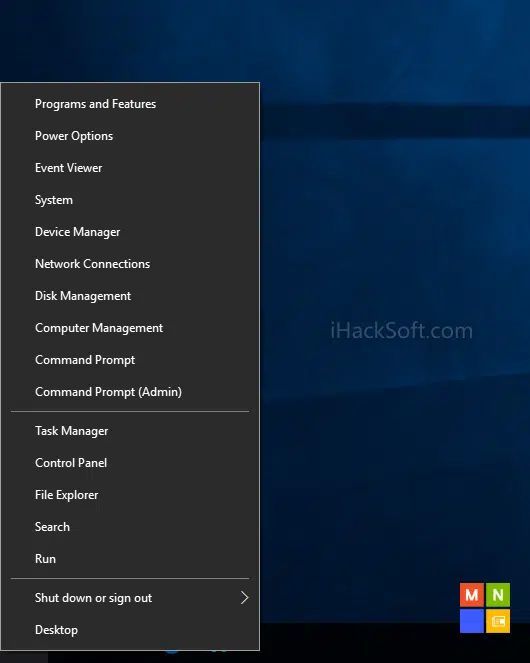 Programs and Features
Power Options
Event Viewer
System
Device Manager
Network Connections
Disk Management
Computer Management
Command Prompt
Command Prompt (Admin)
Task Manager
Control Panel
File Explorer
Search
Run
Shut down or sign out
Desktop
iHackSoft.com
M N